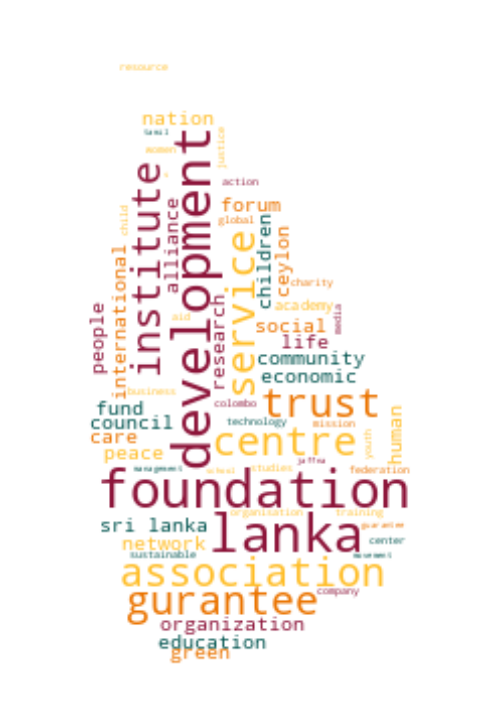 resource
nation
tamil
women
justice
development
institute
action
child
alliance
forum
global
children
ceylon
service
international
charity
research
academy
people
aid
media
social
life
community
economic
business
trust
fund
colombo
council
technology
mission
human
care
centre
youth
peace
jaffna
management
school
studies
federation
foundation
organisation
training
sri lanka
lanka
guarantee
network
center
sustainable
movement
association
company
gurantee
organization
education
green